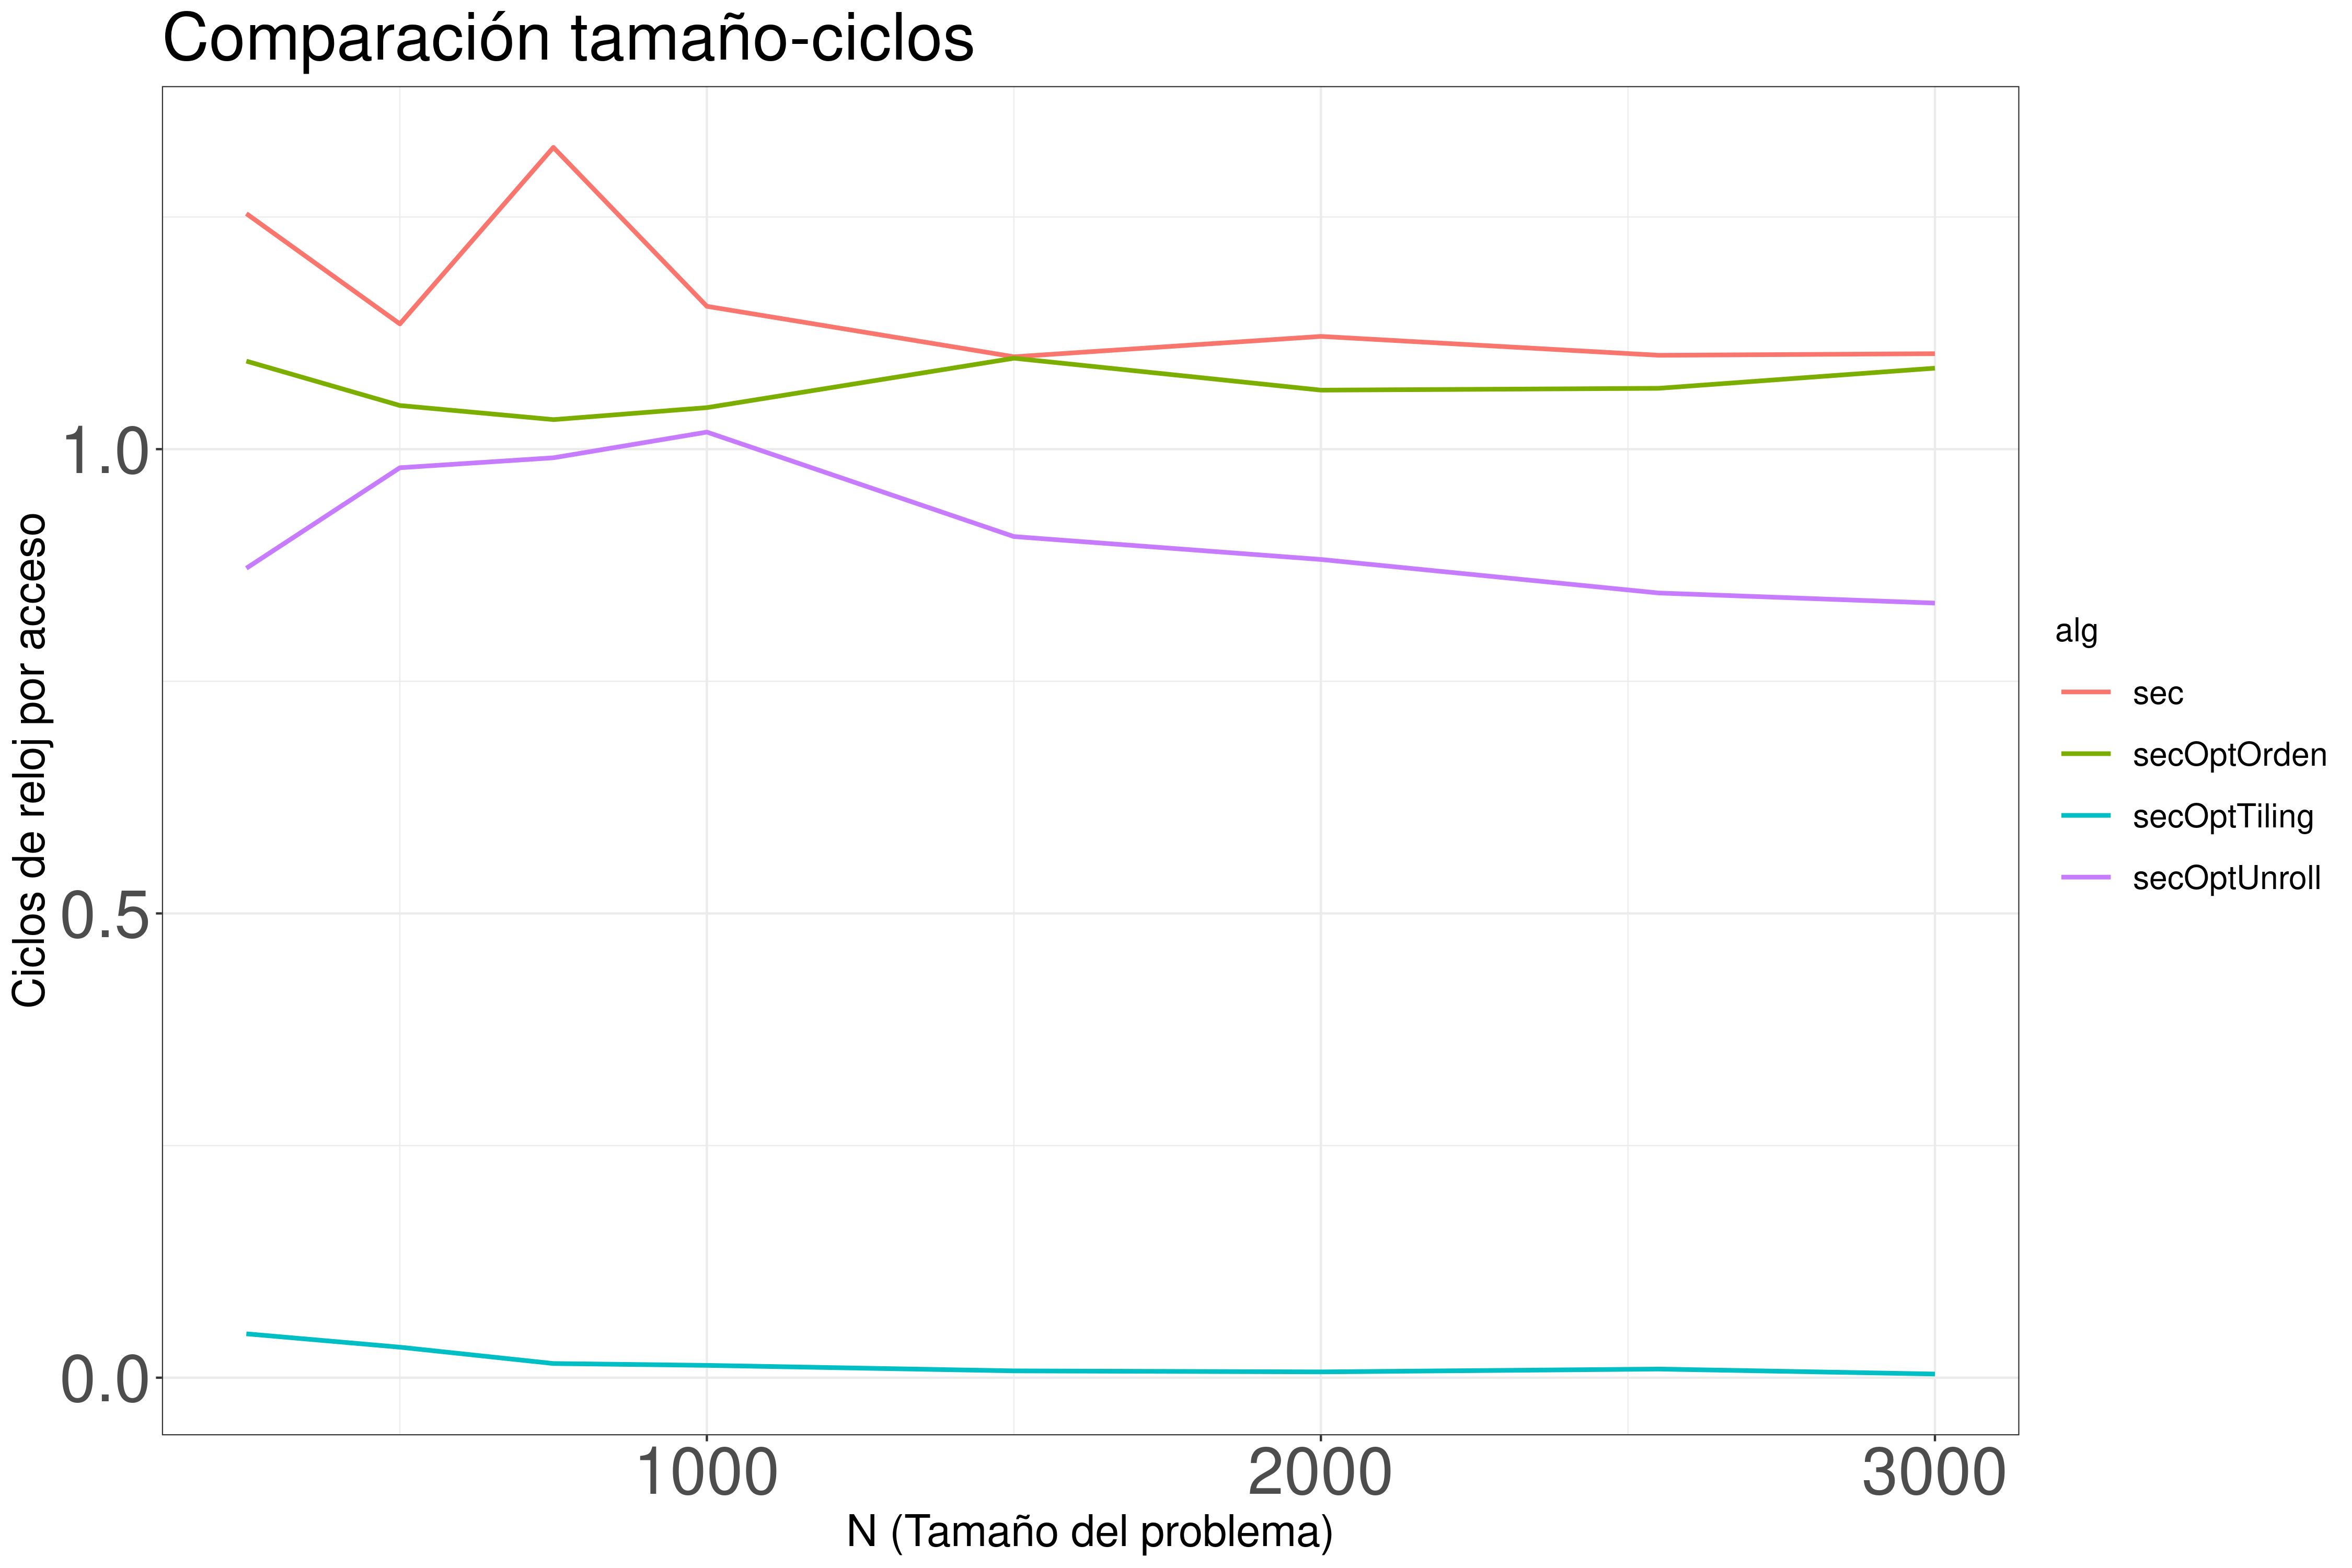 Comparación tamaño-ciclos
Ciclos de reloj por acceso
1.0
0.5
0.0
1000
2000
3000
N (Tamaño del problema)
alg
sec
secOptOrden
secOptTiling
secOptUnroll